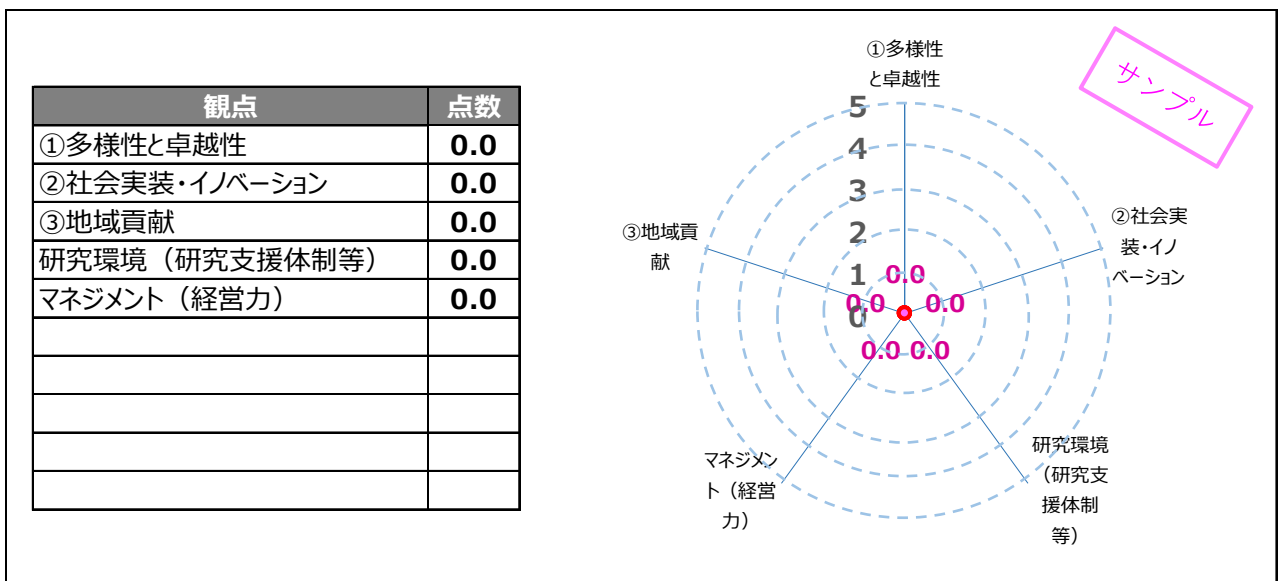 観点 点数
①多様性と卓越性 0.0
②社会実装・イノベーション 0.0
③地域貢献 0.0
研究環境（研究支援体制等） 0.0
マネジメント（経営力） 0.0
①多様性
と卓越性
サンプル
5
4
3
2
1
0
②社会実
装・イノ
ベーション
③地域貢
献
0.0
0.0
0.0
0.0
0.0
研究環境
（研究支
援体制
等）
マネジメン
ト（経営
力）